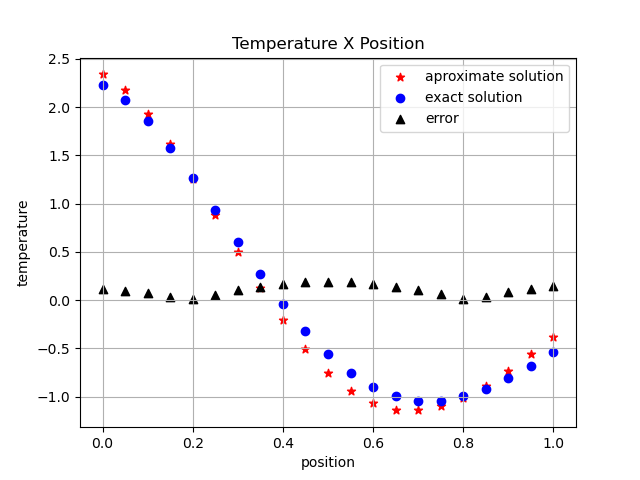 Temperature X Position
aproximate solution
exact solution
error
temperature
2.5
2.0
1.5
1.0
0.5
0.0
−0.5
−1.0
0.0 0.2 0.4 0.6 0.8 1.0
position